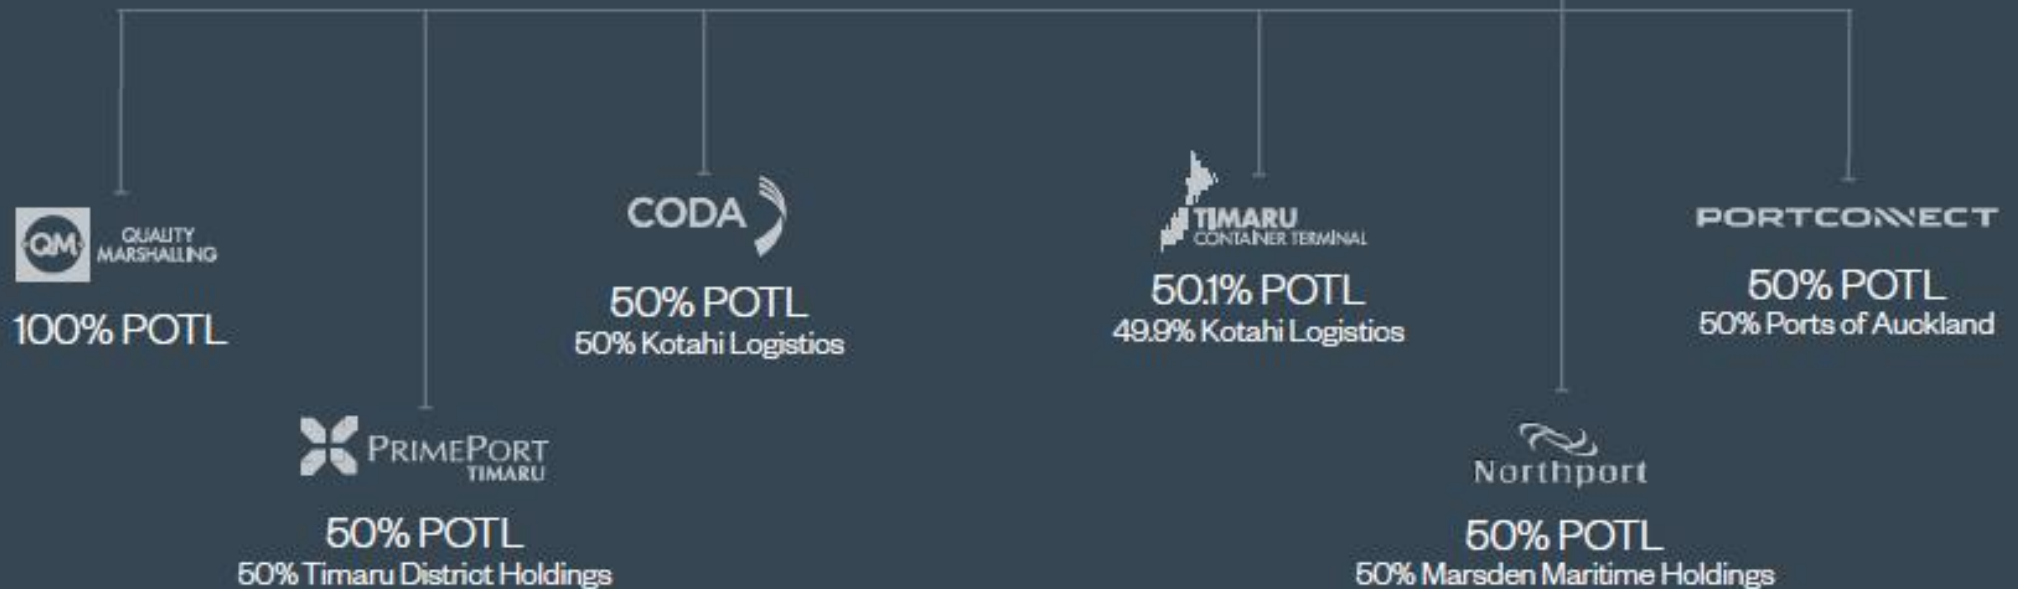 QM
QUALITY
MARSHALLING
100% POTL
PRIMEPORT
TIMARU
50% POTL
50% Timaru District Holdings
CODA
50% POTL
50% Kotahi Logistics
TIMARU
CONTAINER TERMINAL
50.1% POTL
49.9% Kotahi Logistics
Northport
50% POTL
50% Marsden Maritime Holdings
PORTCONNECT
50% POTL
50% Ports of Auckland